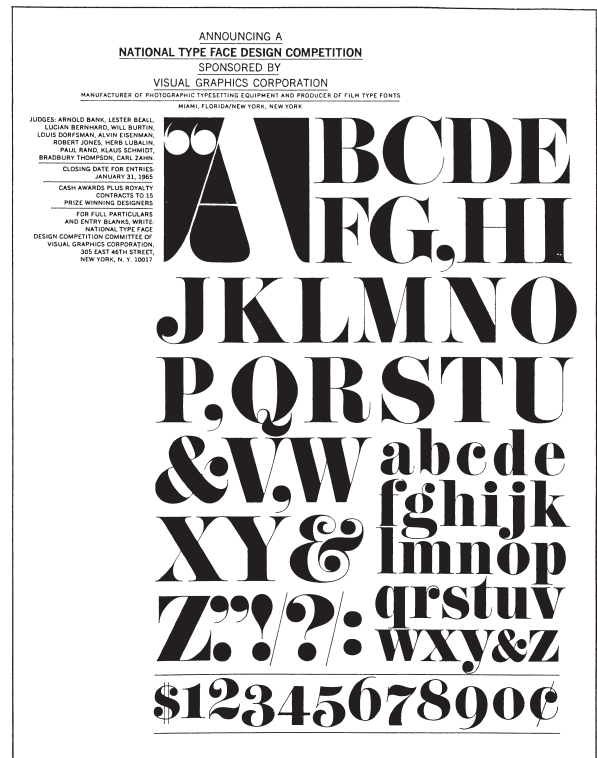 ANNOUNCING A
NATIONAL TYPE FACE DESIGN COMPETITION
SPONSORED BY
VISUAL GRAPHICS CORPORATION
MANUFACTURER OF PHOTOGRAPHIC TYPESETTING EQUIPMENT AND PRODUCER OF FILM TYPE FONTS
MIAMI, FLORIDA/NEW YORK, NEW YORK
JUDGES: ARNOLD BANK, LESTER BEALL,
LUCIAN BERNHARD, WILL BURTIN,
LOUIS DORFSMAN, ALVIN EISENMAN,
ROBERT JONES, HERB LUBALIN,
PAUL RAND, KLAUS SCHMIDT,
BRADBURY THOMPSON, CARL ZAHN.
CLOSING DATE FOR ENTRIES:
JANUARY 31, 1965
CASH AWARDS PLUS ROYALTY
CONTRACTS TO 15
PRIZE WINNING DESIGNERS
FOR FULL PARTICULARS
AND ENTRY BLANKS, WRITE:
NATIONAL TYPE FACE
DESIGN COMPETITION COMMITTEE OF
VISUAL GRAPHICS CORPORATION,
305 EAST 46TH STREET,
NEW YORK, N. Y. 10017
“ABCDE
FG,HI
JKLMNO
P,QRSTU
&V,W
XY&
Z”!/?/:
abcde
fghijk
lmnop
qrstuv
wxy&z
$1234567890¢